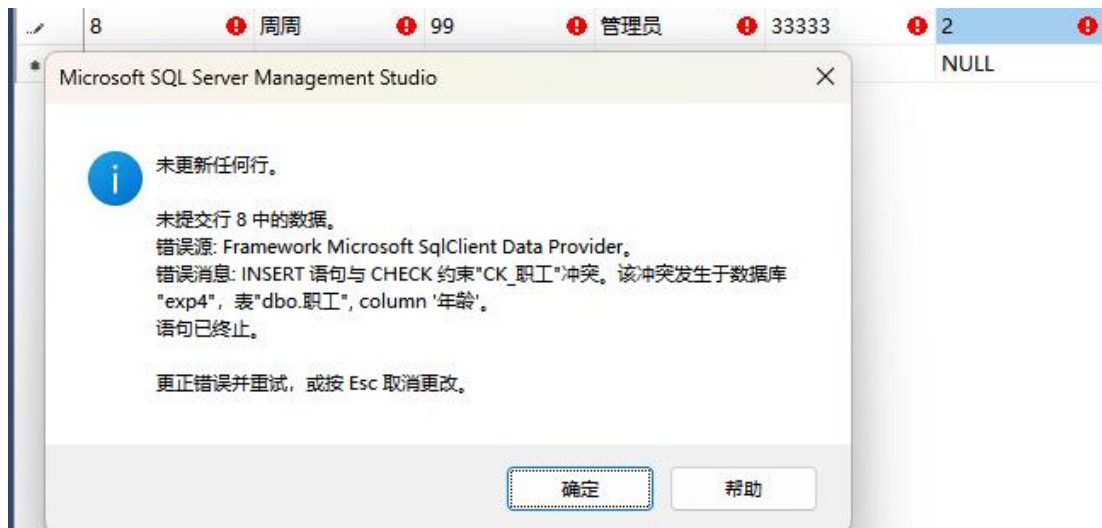 8 周周 99 管理员 33333 2
NULL
Microsoft SQL Server Management Studio
未更新任何行。
未提交行 8 中的数据。
错误源: Framework Microsoft SqlClient Data Provider。
错误消息: INSERT 语句与 CHECK 约束"CK_职工"冲突。该冲突发生于数据库
"exp4"，表"dbo.职工", column '年龄'。
语句已终止。
更正错误并重试，或按 Esc 取消更改。
确定 帮助